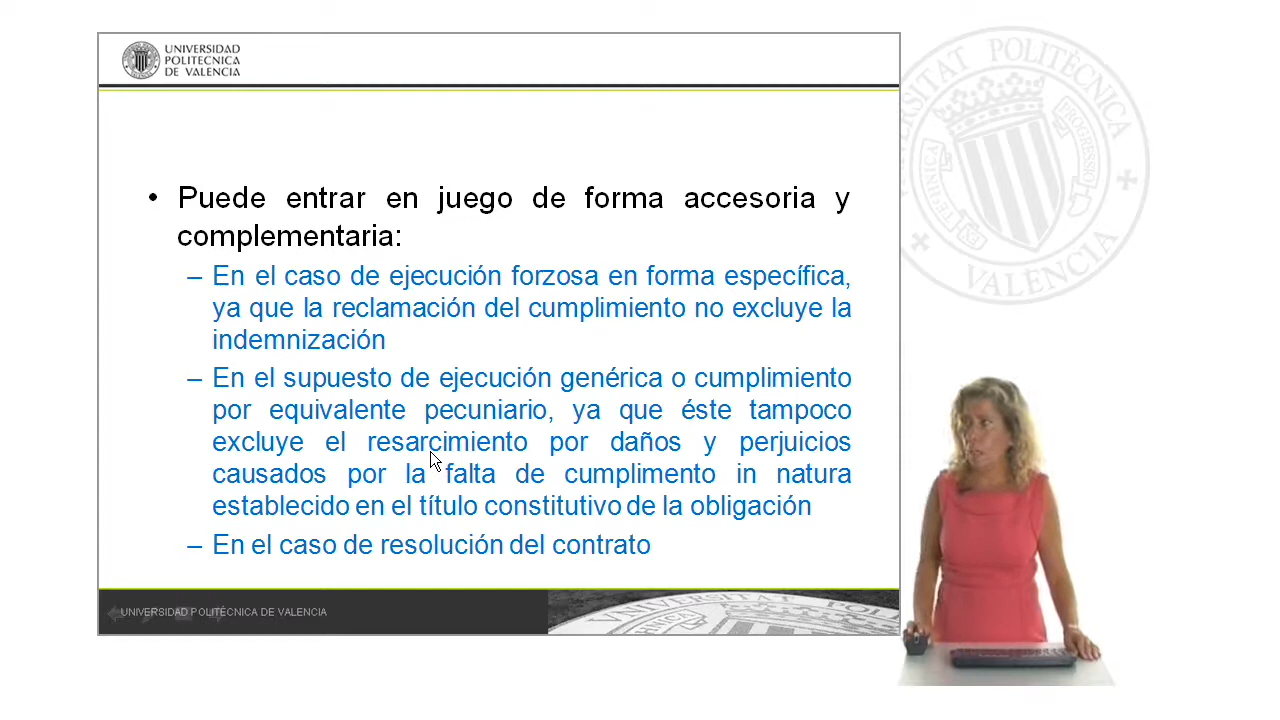 UNIVERSIDAD
POLITECNICA
DE VALENCIA
• Puede entrar en juego de forma accesoria y
complementaria:
– En el caso de ejecución forzosa en forma específica,
ya que la reclamación del cumplimiento no excluye la
indemnización
– En el supuesto de ejecución genérica o cumplimiento
por equivalente pecuniario, ya que éste tampoco
excluye el resarcimiento por daños y perjuicios
causados por la falta de cumplimento in natura
establecido en el título constitutivo de la obligación
– En el caso de resolución del contrato
UNIVERSIDAD POLITÉCNICA DE VALENCIA
POLITÈCNICA
VALÈNCIA